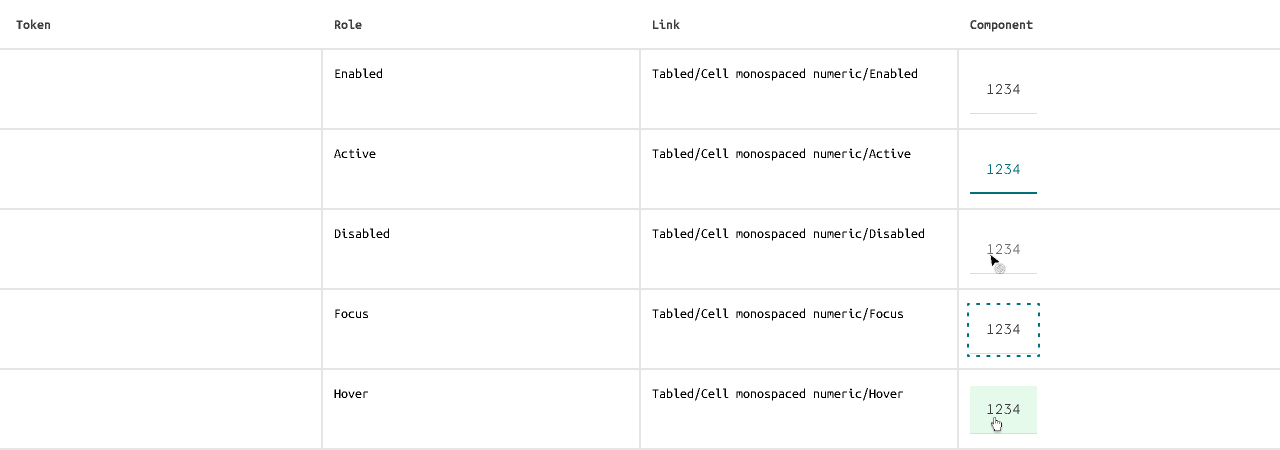 Token Role Link Component
Enabled Tabled/Cell monospaced numeric/Enabled 1234
Active Tabled/Cell monospaced numeric/Active 1234
Disabled Tabled/Cell monospaced numeric/Disabled 1234
Focus Tabled/Cell monospaced numeric/Focus 1234
Hover Tabled/Cell monospaced numeric/Hover 1234